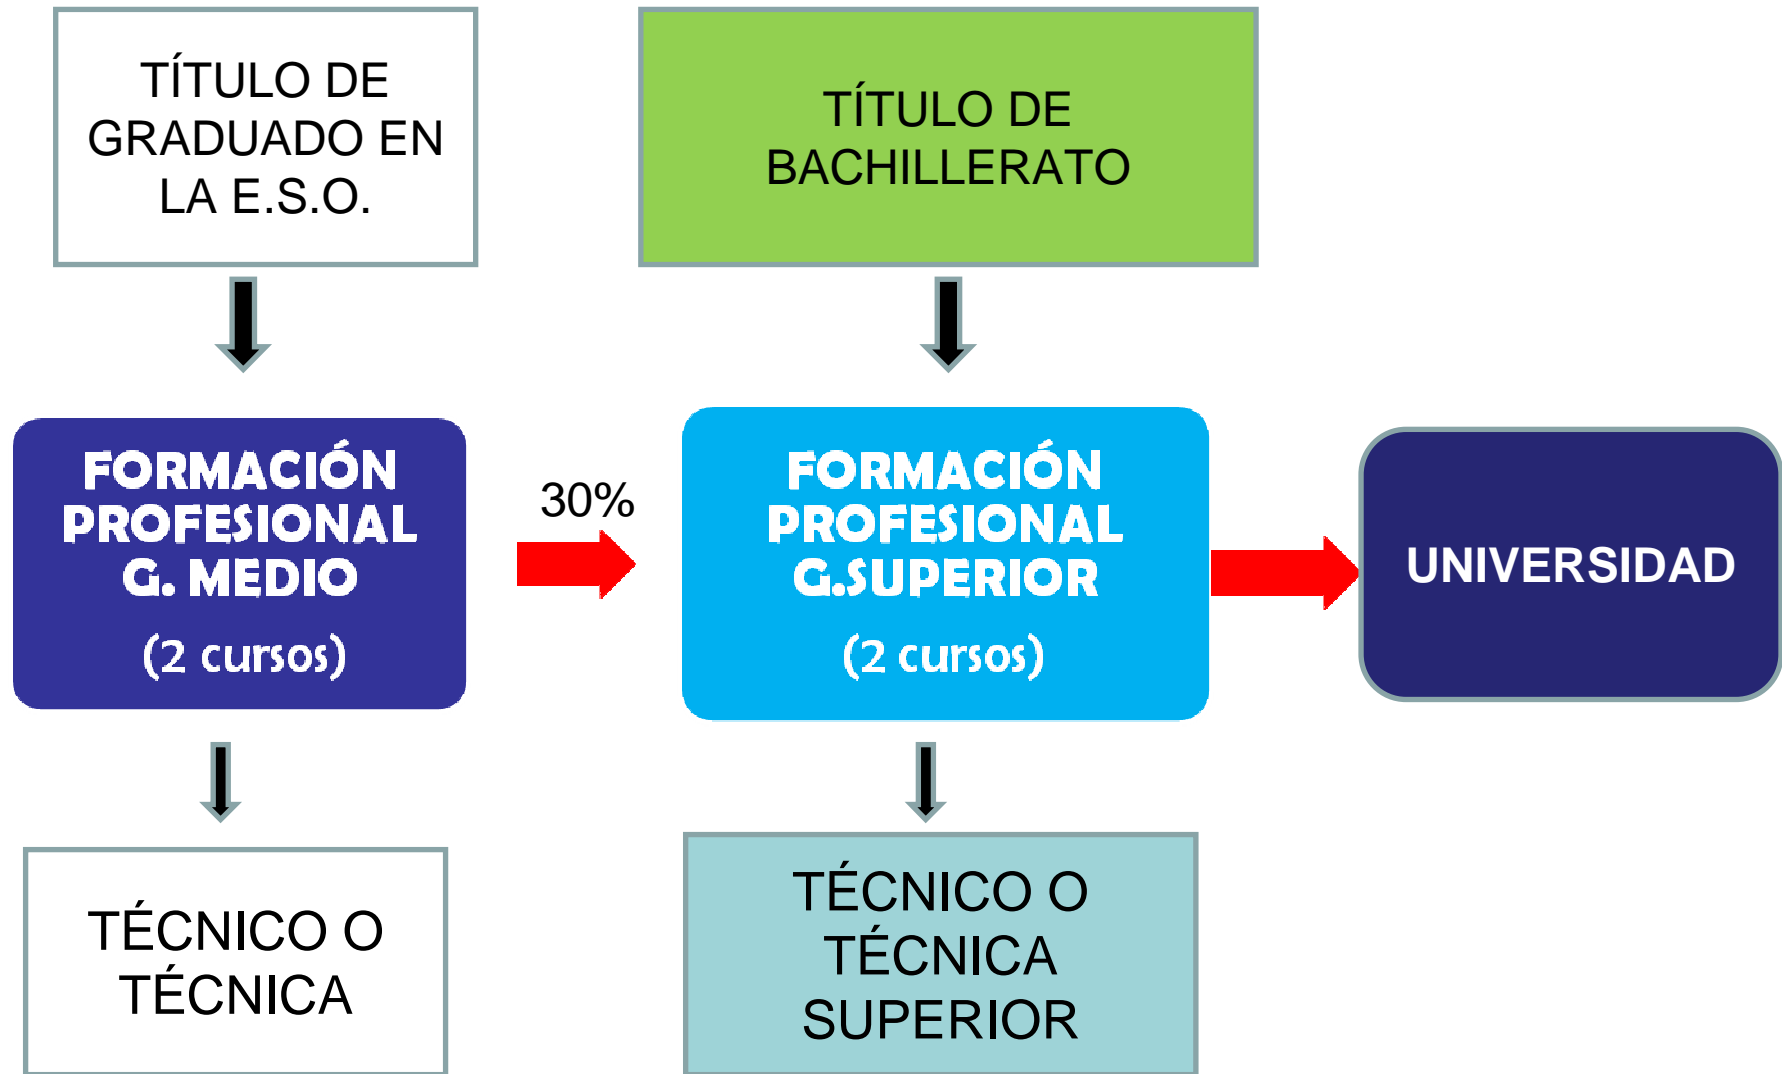 TÍTULO DE
GRADUADO EN
LA E.S.O.
TÍTULO DE
BACHILLERATO
FORMACIÓN
PROFESIONAL
G. MEDIO
(2 cursos)
30%
FORMACIÓN
PROFESIONAL
G.SUPERIOR
(2 cursos)
UNIVERSIDAD
TÉCNICO O
TÉCNICA
TÉCNICO O
TÉCNICA
SUPERIOR